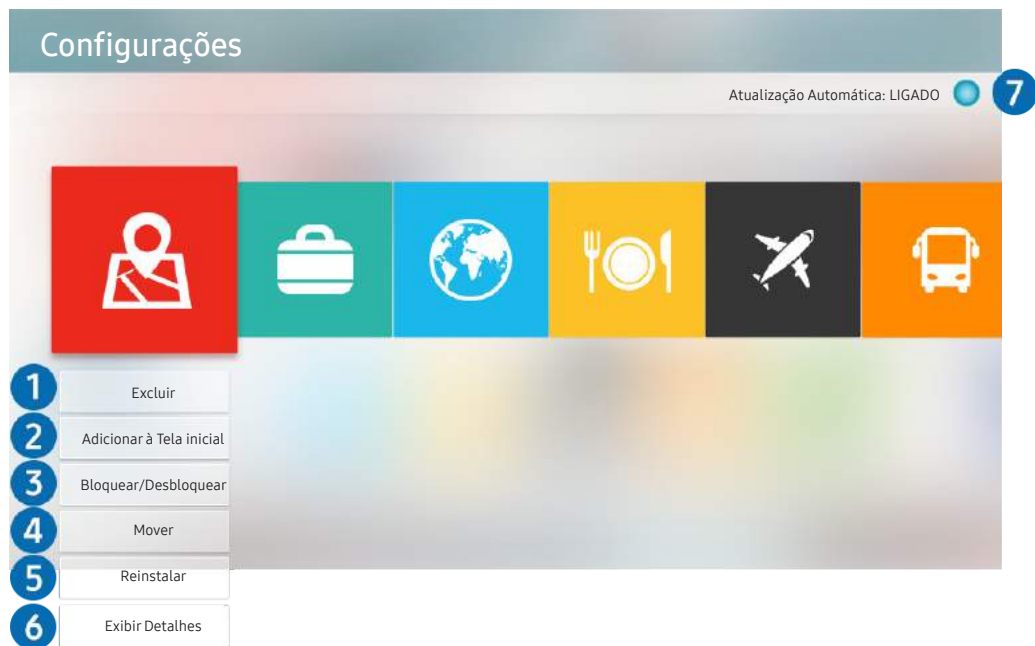 Configurações
Atualização Automática: LIGADO
7
1
Excluir
2
Adicionar à Tela inicial
3
Bloquear/Desbloquear
4
Mover
5
Reinstalar
6
Exibir Detalhes